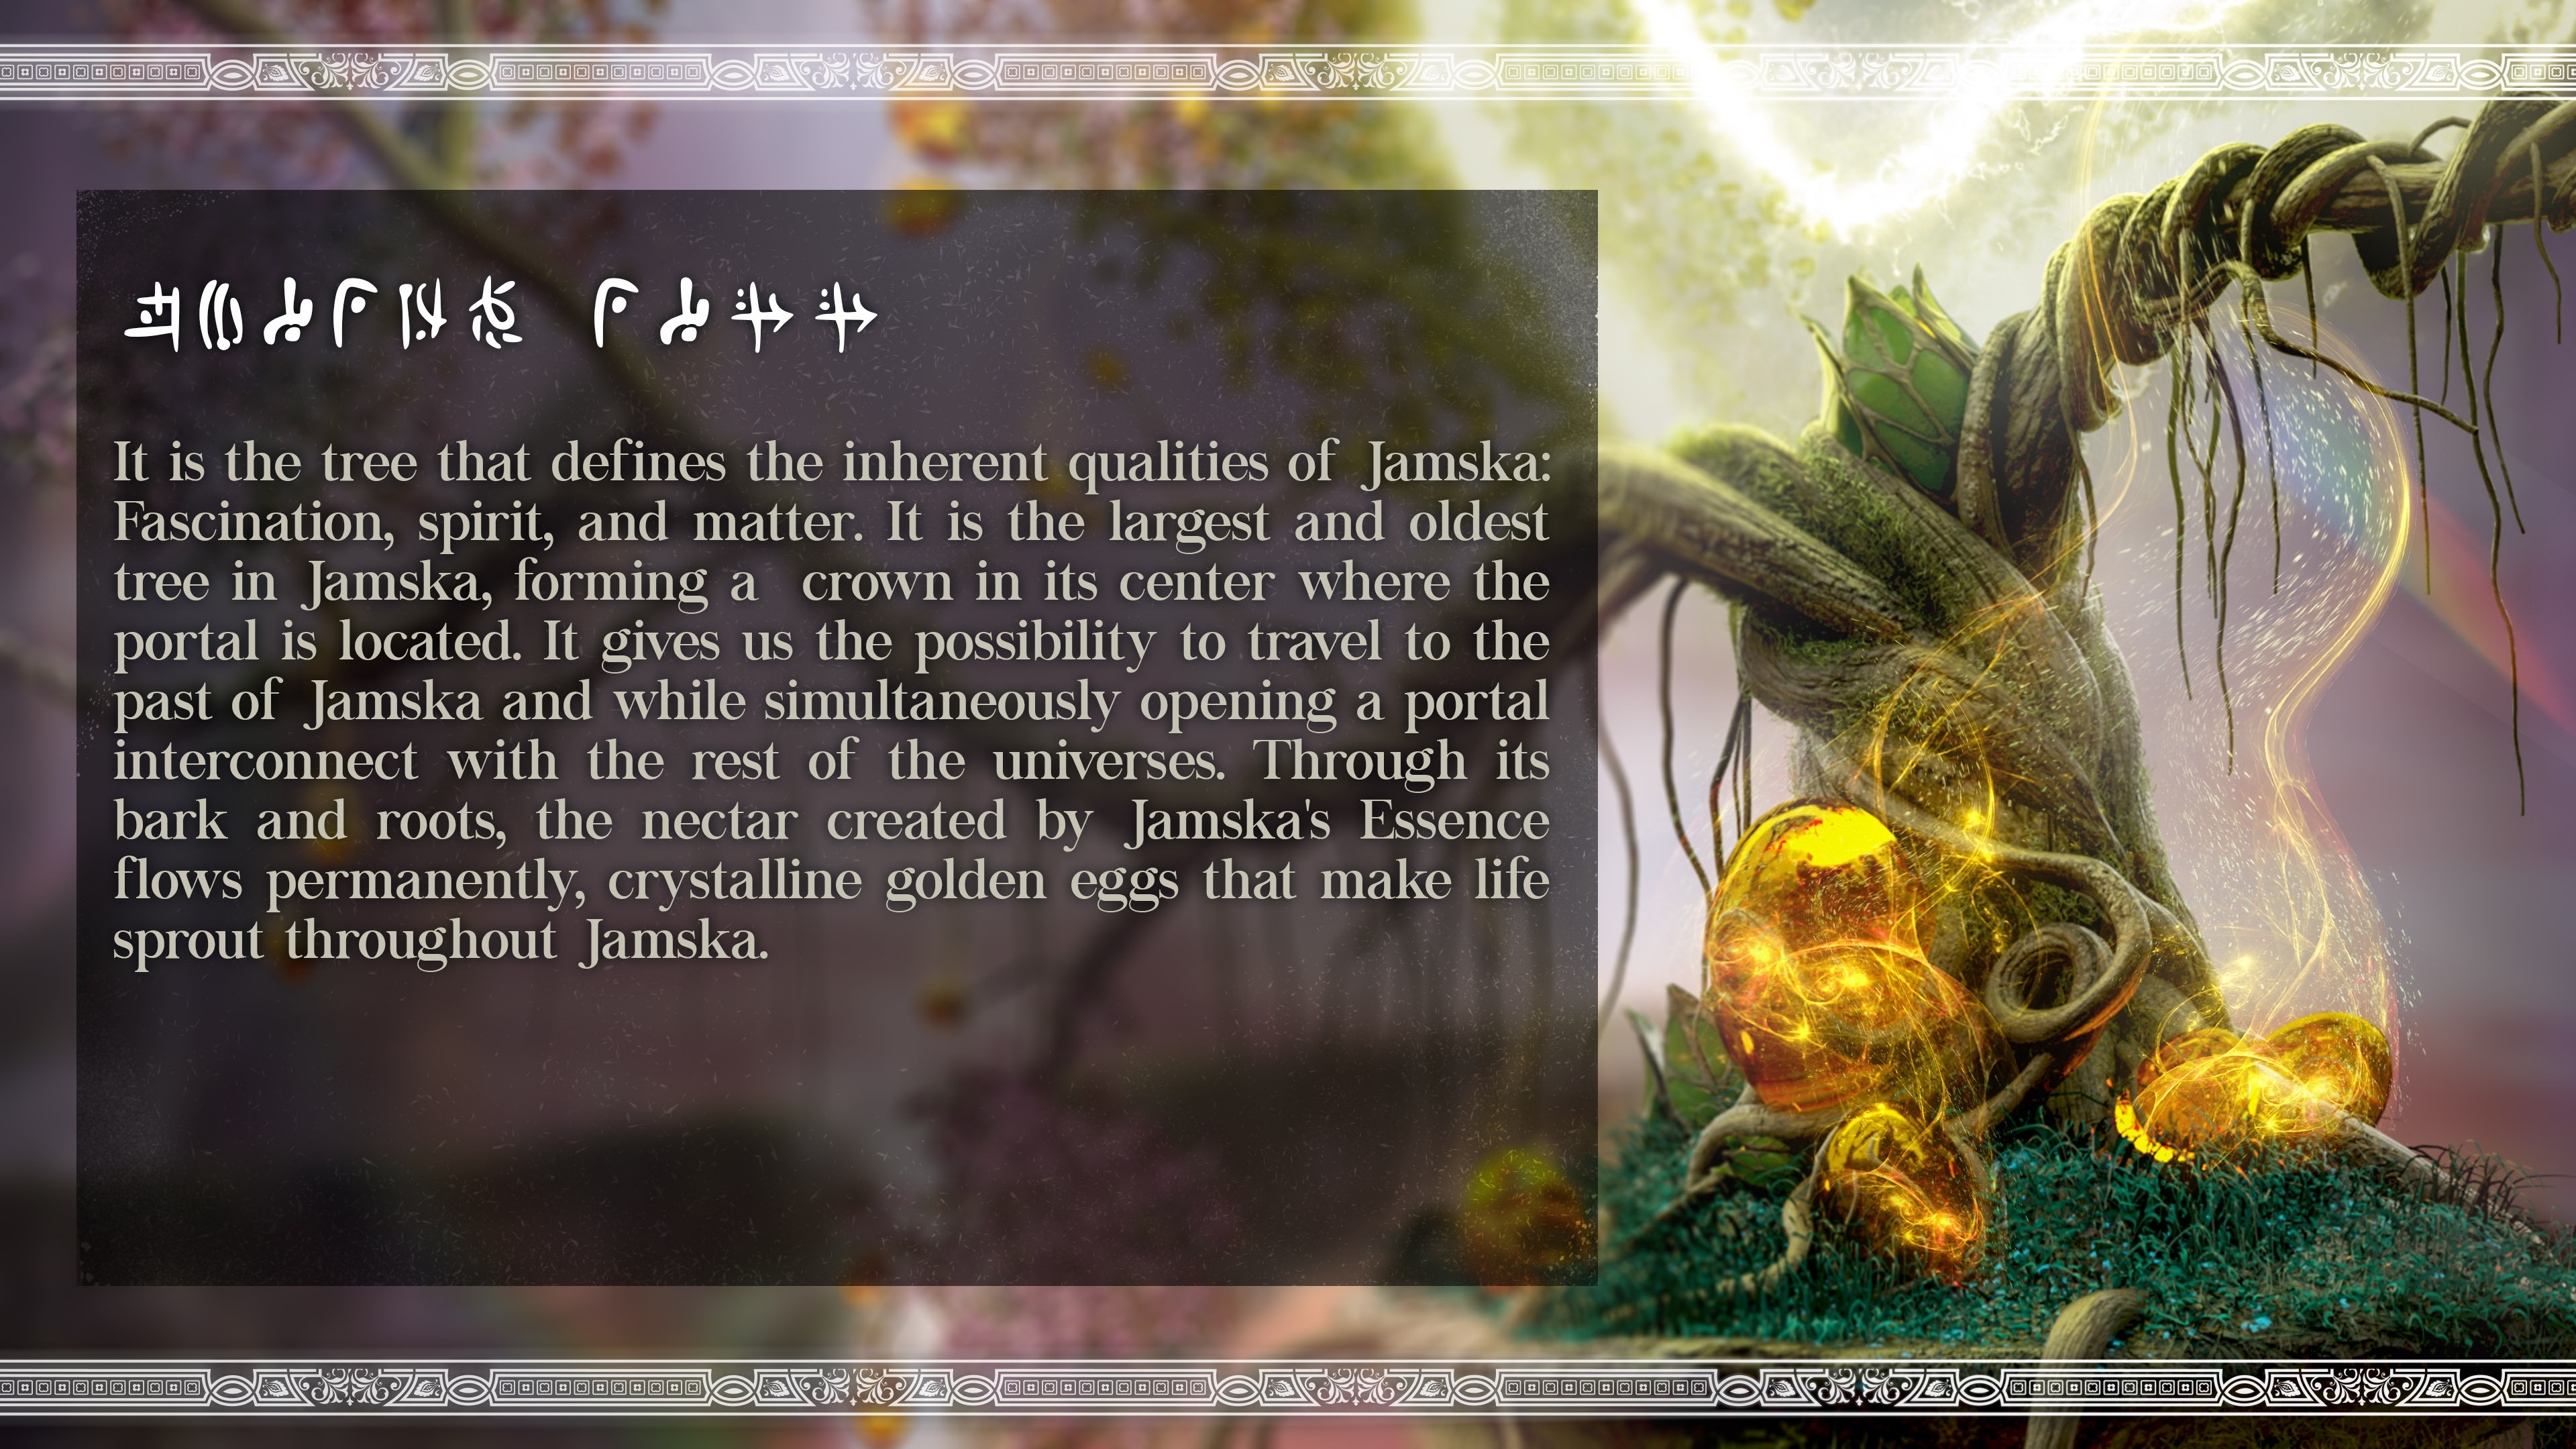 It is the tree that defines the inherent qualities of Jamska:
Fascination, spirit, and matter. It is the largest and oldest
tree in Jamska, forming a crown in its center where the
portal is located. It gives us the possibility to travel to the
past of Jamska and while simultaneously opening a portal
interconnect with the rest of the universes. Through its
bark and roots, the nectar created by Jamska's Essence
flows permanently, crystalline golden eggs that make life
sprout throughout Jamska.